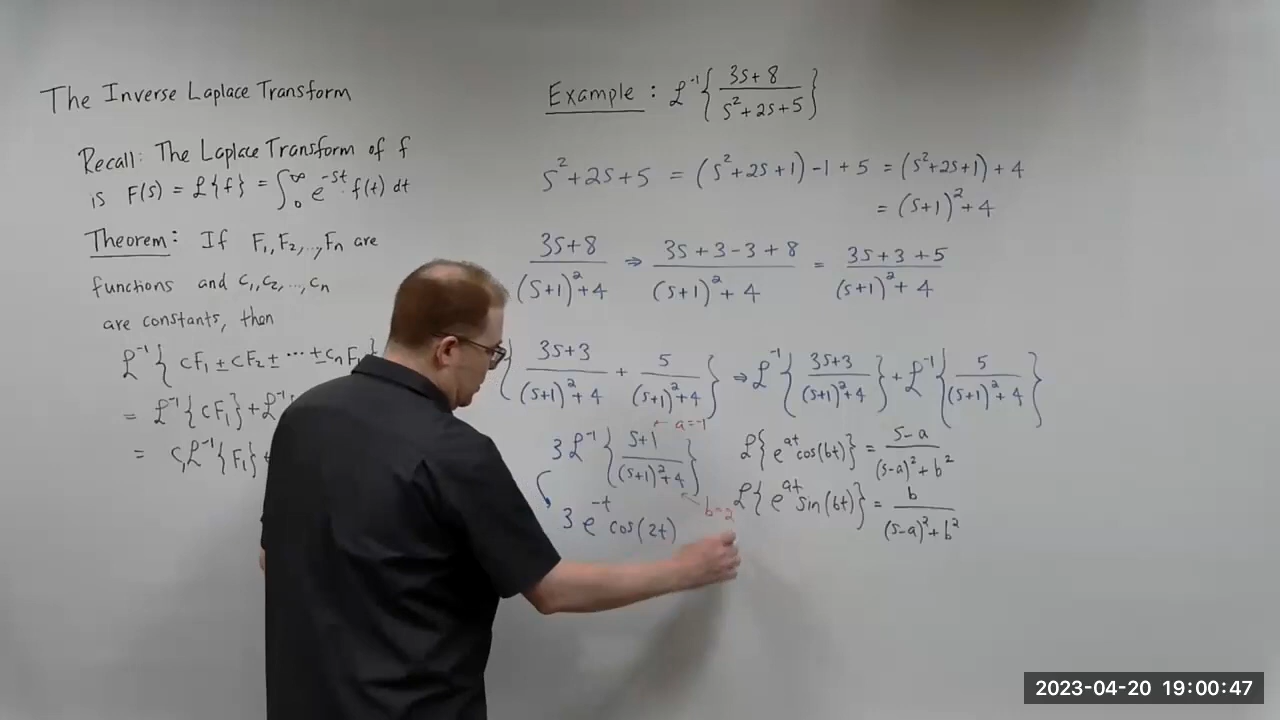 The Inverse Laplace Transform
Recall: The Laplace Transform of f
is F(s) = ℒ{f} = ∫₀^∞ e^{-st} · f(t) dt
Theorem: If F₁, F₂, ..., Fn are
functions and c₁, c₂, ..., cn
are constants, then
ℒ⁻¹{ cF₁ ± cF₂ ± ... ± cnF
= ℒ⁻¹{cF₁} + ℒ⁻¹
= c₁ℒ⁻¹{F₁}
Example: ℒ⁻¹{ (3s+8)/(s²+2s+5) }
s²+2s+5 = (s²+2s+1) -1 + 5 = (s²+2s+1) + 4
= (s+1)² + 4
(3s+8)/((s+1)²+4) ⇒ (3s+3-3+8)/((s+1)²+4) = (3s+3+5)/((s+1)²+4)
{ (3s+3)/((s+1)²+4) + 5/((s+1)²+4) } ⇒ ℒ⁻¹{ (3s+3)/((s+1)²+4) } + ℒ⁻¹{ 5/((s+1)²+4) }
3ℒ⁻¹{ (s+1)/((s+1)²+4) }
← a=-1
b=2
3e^{-t} cos(2t)
ℒ{e^{at} cos(bt)} = (s-a)/((s-a)²+b²)
ℒ{e^{at} sin(bt)} = b/((s-a)²+b²)
2023-04-20 19:00:47